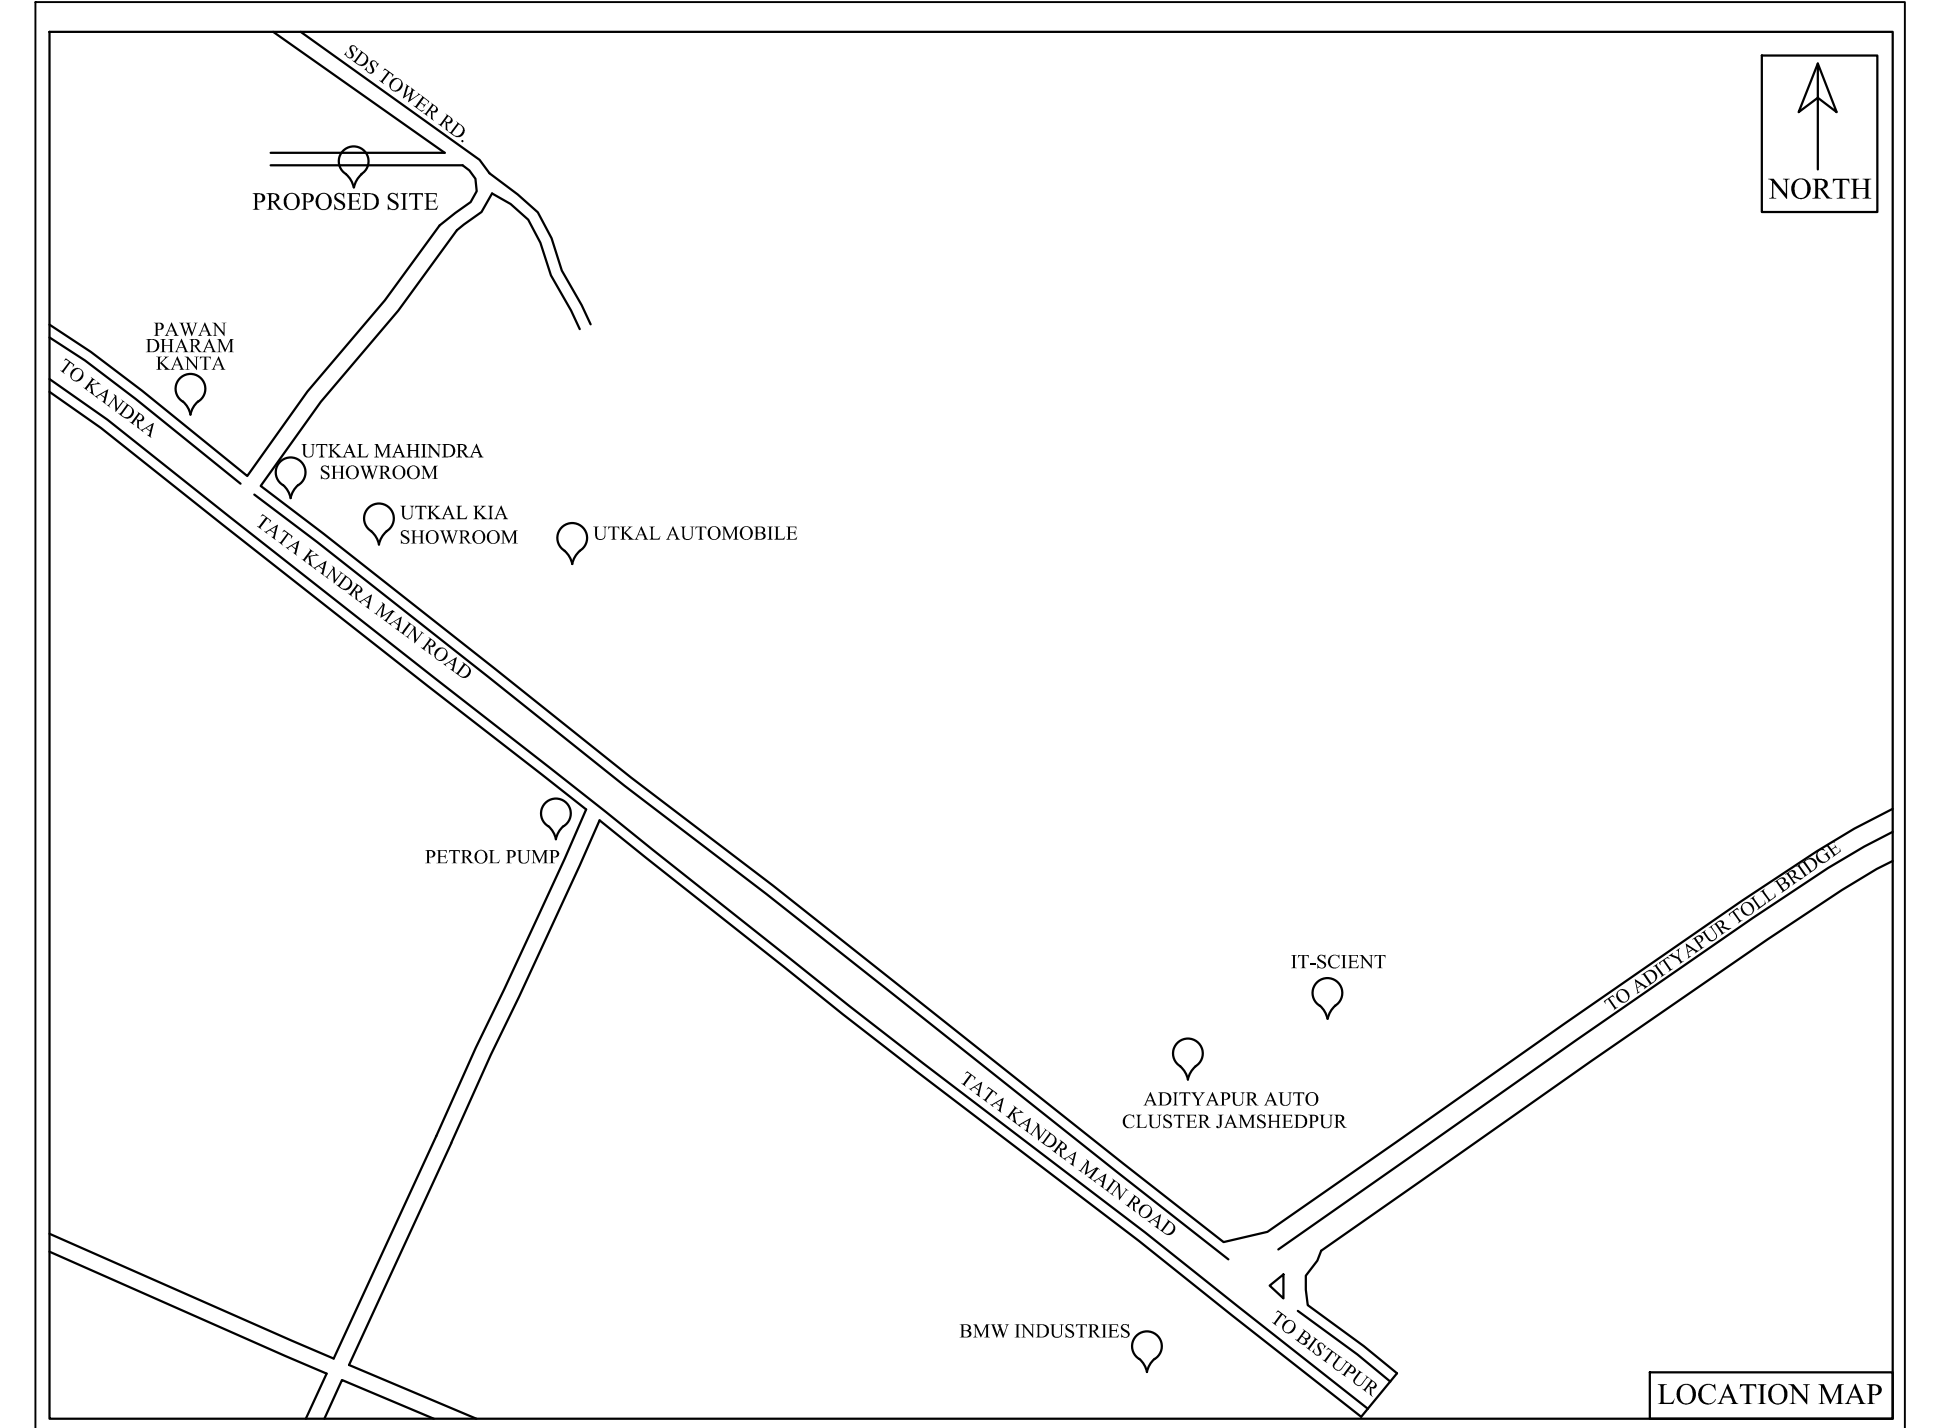 SDS TOWER RD.
NORTH
PROPOSED SITE
PAWAN
DHARAM
KANTA
TO KANDRA
UTKAL MAHINDRA
SHOWROOM
UTKAL KIA
SHOWROOM
UTKAL AUTOMOBILE
TATA KANDRA MAIN ROAD
PETROL PUMP
TO ADITYAPUR TOLL BRIDGE
IT-SCIENT
ADITYAPUR AUTO
CLUSTER JAMSHEDPUR
TATA KANDRA MAIN ROAD
BMW INDUSTRIES
TO BISTUPUR
LOCATION MAP